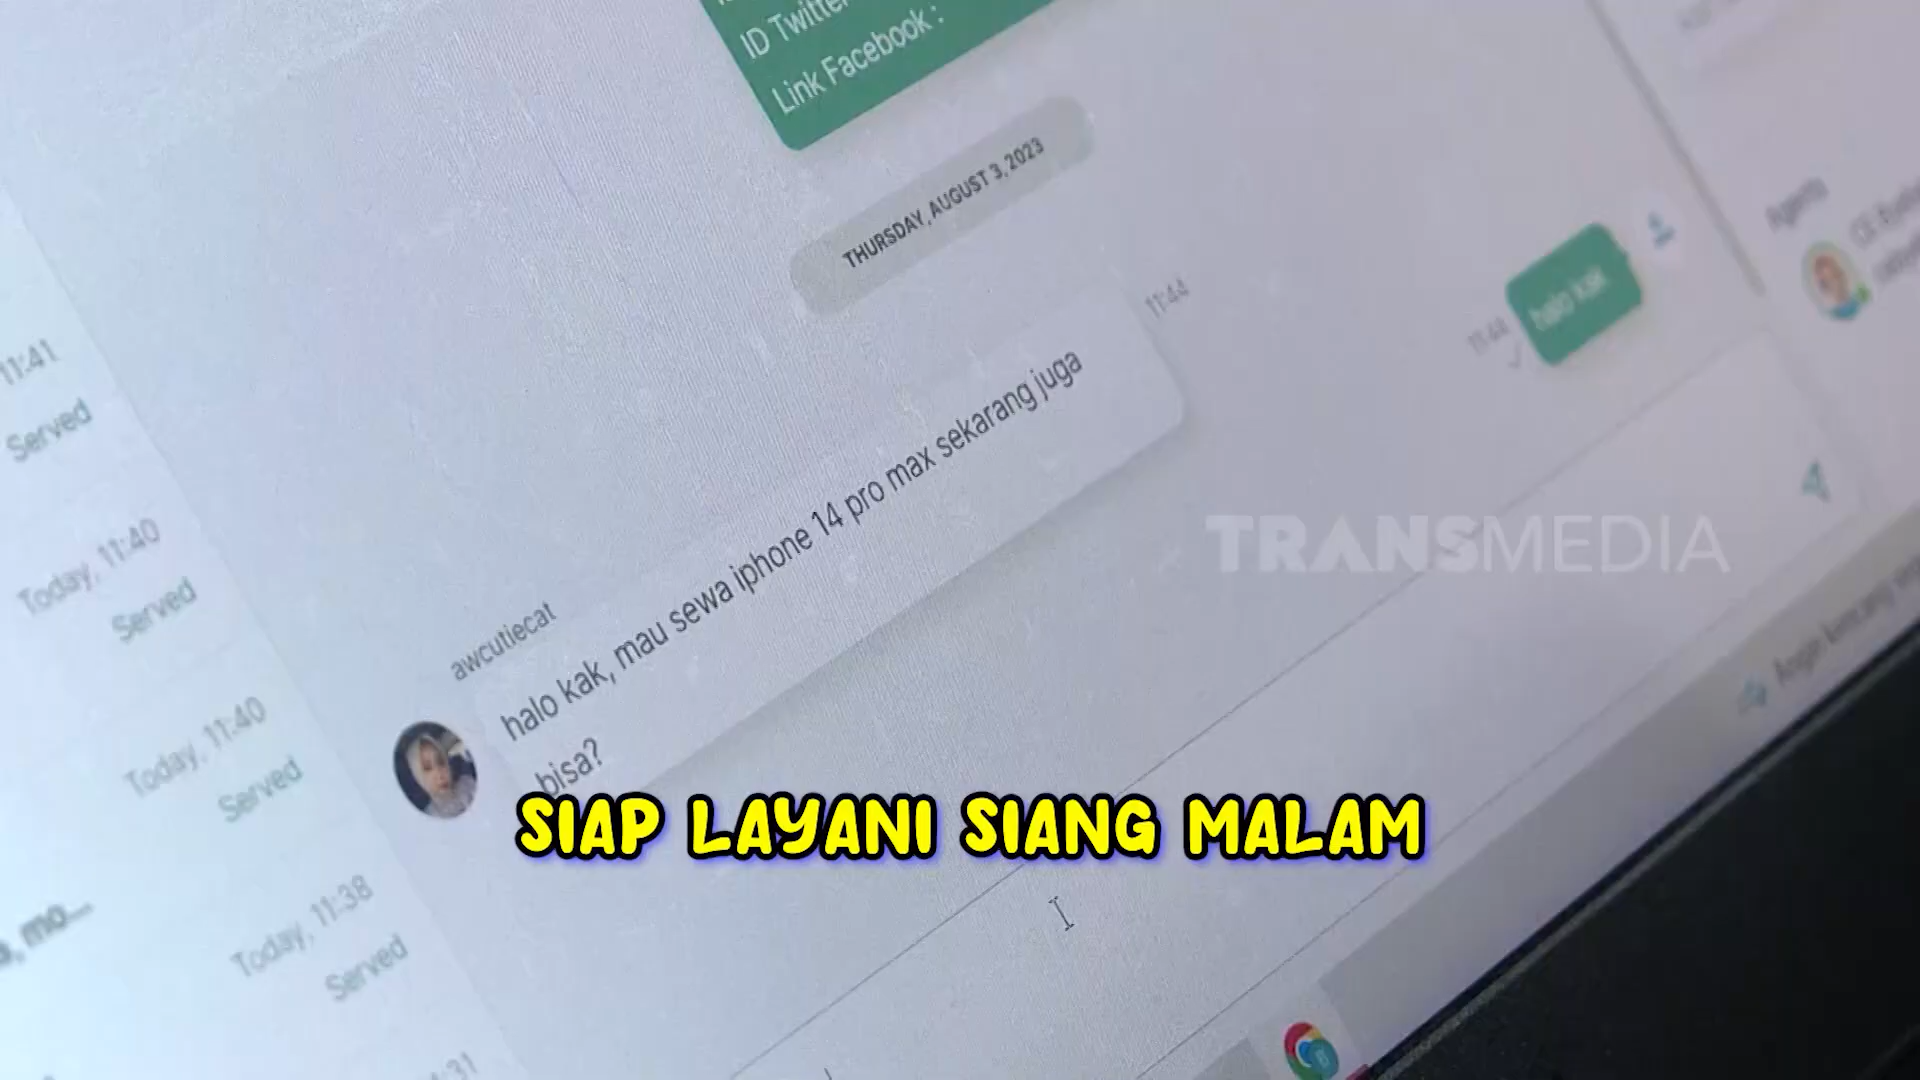 ID Twitter
Link Facebook :
THURSDAY, AUGUST 3, 2023
11:44
halo kak
11:44
awcutiecat
halo kak, mau sewa iphone 14 pro max sekarang juga
bisa?
11:41
Served
Today, 11:40
Served
Today, 11:40
Served
Today, 11:38
Served
Agents
TRANSMEDIA
SIAP LAYANI SIANG MALAM